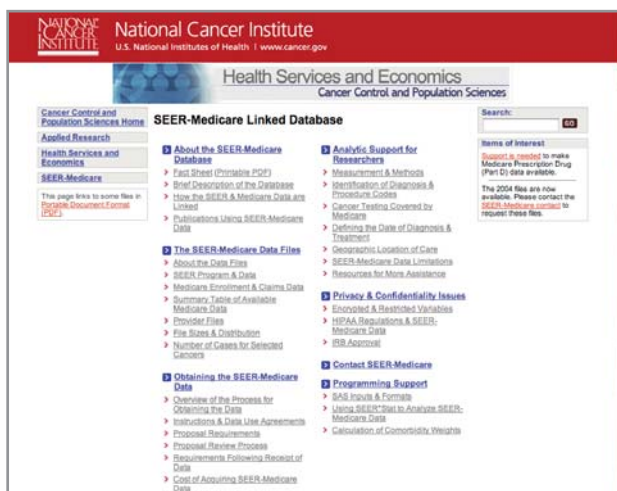 NATIONAL
CANCER
INSTITUTE
National Cancer Institute
U.S. National Institutes of Health | www.cancer.gov
Health Services and Economics
Cancer Control and Population Sciences
Cancer Control and
Population Sciences Home
Applied Research
Health Services and
Economics
SEER-Medicare
This page links to some files in
Portable Document Format
(PDF).
SEER-Medicare Linked Database
About the SEER-Medicare
Database
Fact Sheet (Printable PDF)
Brief Description of the Database
How the SEER & Medicare Data are
Linked
Publications Using SEER-Medicare
Data
The SEER-Medicare Data Files
About the Data Files
SEER Program & Data
Medicare Enrollment & Claims Data
Summary Table of Available
Medicare Data
Provider Files
File Sizes & Distribution
Number of Cases for Selected
Cancers
Obtaining the SEER-Medicare
Data
Overview of the Process for
Obtaining the Data
Instructions & Data Use Agreements
Proposal Requirements
Proposal Review Process
Requirements Following Receipt of
Data
Cost of Acquiring SEER-Medicare
Data
Analytic Support for
Researchers
Measurement & Methods
Identification of Diagnosis &
Procedure Codes
Cancer Testing Covered by
Medicare
Defining the Date of Diagnosis &
Treatment
Geographic Location of Care
SEER-Medicare Data Limitations
Resources for More Assistance
Privacy & Confidentiality Issues
Encrypted & Restricted Variables
HIPAA Regulations & SEER-
Medicare Data
IRB Approval
Contact SEER-Medicare
Programming Support
SAS Inputs & Formats
Using SEER*Stat to Analyze SEER-
Medicare Data
Calculation of Comorbidity Weights
Search:
GO
Items of Interest
Support is needed to make
Medicare Prescription Drug
(Part D) data available.
The 2004 files are now
available. Please contact the
SEER-Medicare contact to
request these files.